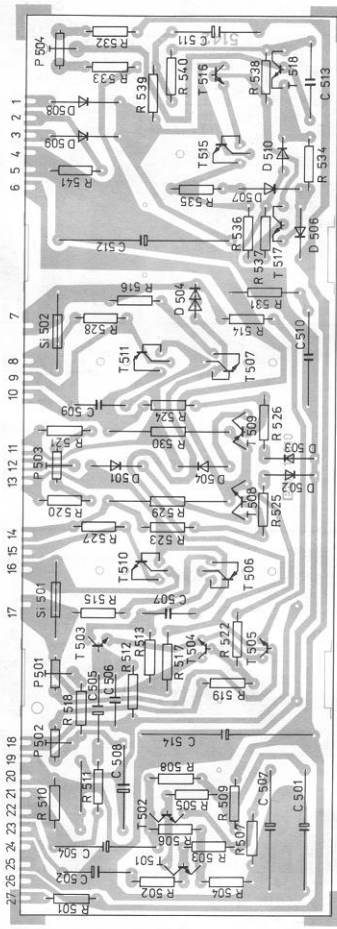 P 504
R 532
R 533
C 511
R 539
R 540
T 516
R 538
T 518
C 513
1
2
3
4
5
6
D 508
D 509
R 541
T 515
D 510
R 534
R 535
D 507
R 536
R 537
T 517
D 506
C 512
R 516
D 504
R 531
7
Si 502
R 528
R 514
C 510
8
9
10
T 511
T 507
C 509
R 524
R 530
T 509
R 526
R 521
11
12
13
P 503
D 501
D 504
D 503
D 502
R 520
R 529
T 508
R 525
14
15
16
R 527
R 523
T 510
T 506
17
Si 501
R 515
C 507
T 503
R 512
R 513
R 517
T 504
R 522
T 505
P 501
R 518
C 505
C 506
R 519
18
19
P 502
C 514
20
21
22
23
R 510
R 511
C 508
R 508
R 505
R 509
C 507
C 501
T 502
R 506
R 507
24
25
C 504
T 501
R 503
26
27
C 502
R 501
R 502
R 504